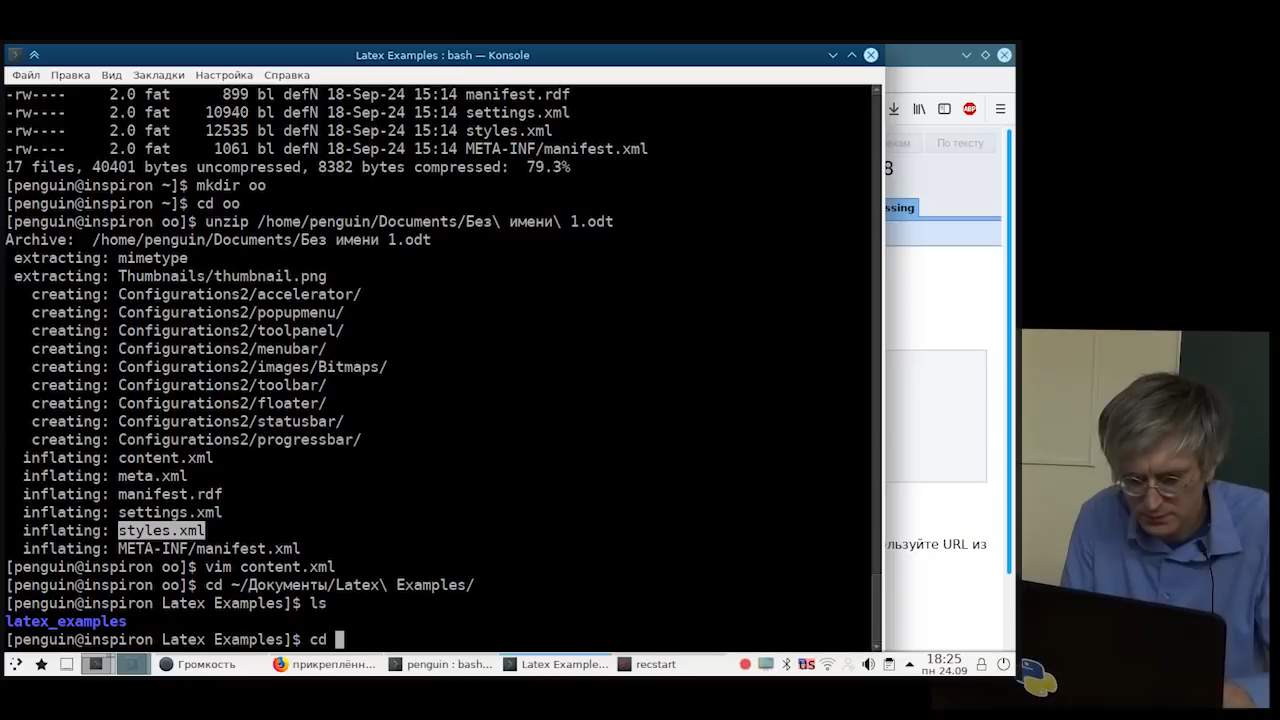 Latex Examples : bash — Konsole
Файл Правка Вид Закладки Настройка Справка
-rw---- 2.0 fat 899 bl defN 18-Sep-24 15:14 manifest.rdf
-rw---- 2.0 fat 10940 bl defN 18-Sep-24 15:14 settings.xml
-rw---- 2.0 fat 12535 bl defN 18-Sep-24 15:14 styles.xml
-rw---- 2.0 fat 1061 bl defN 18-Sep-24 15:14 META-INF/manifest.xml
17 files, 40401 bytes uncompressed, 8382 bytes compressed: 79.3%
[penguin@inspiron ~]$ mkdir oo
[penguin@inspiron ~]$ cd oo
[penguin@inspiron oo]$ unzip /home/penguin/Documents/Без\ имени\ 1.odt
Archive: /home/penguin/Documents/Без имени 1.odt
extracting: mimetype
extracting: Thumbnails/thumbnail.png
creating: Configurations2/accelerator/
creating: Configurations2/popupmenu/
creating: Configurations2/toolpanel/
creating: Configurations2/menubar/
creating: Configurations2/images/Bitmaps/
creating: Configurations2/toolbar/
creating: Configurations2/floater/
creating: Configurations2/statusbar/
creating: Configurations2/progressbar/
inflating: content.xml
inflating: meta.xml
inflating: manifest.rdf
inflating: settings.xml
inflating: styles.xml
inflating: META-INF/manifest.xml
[penguin@inspiron oo]$ vim content.xml
[penguin@inspiron oo]$ cd ~/Документы/Latex\ Examples/
[penguin@inspiron Latex Examples]$ ls
latex_examples
[penguin@inspiron Latex Examples]$ cd
ABP
кам По тексту
8
ssing
льзуйте URL из
Громкость прикреплённ... penguin : bash... Latex Example... recstart US 18:25
пн 24.09